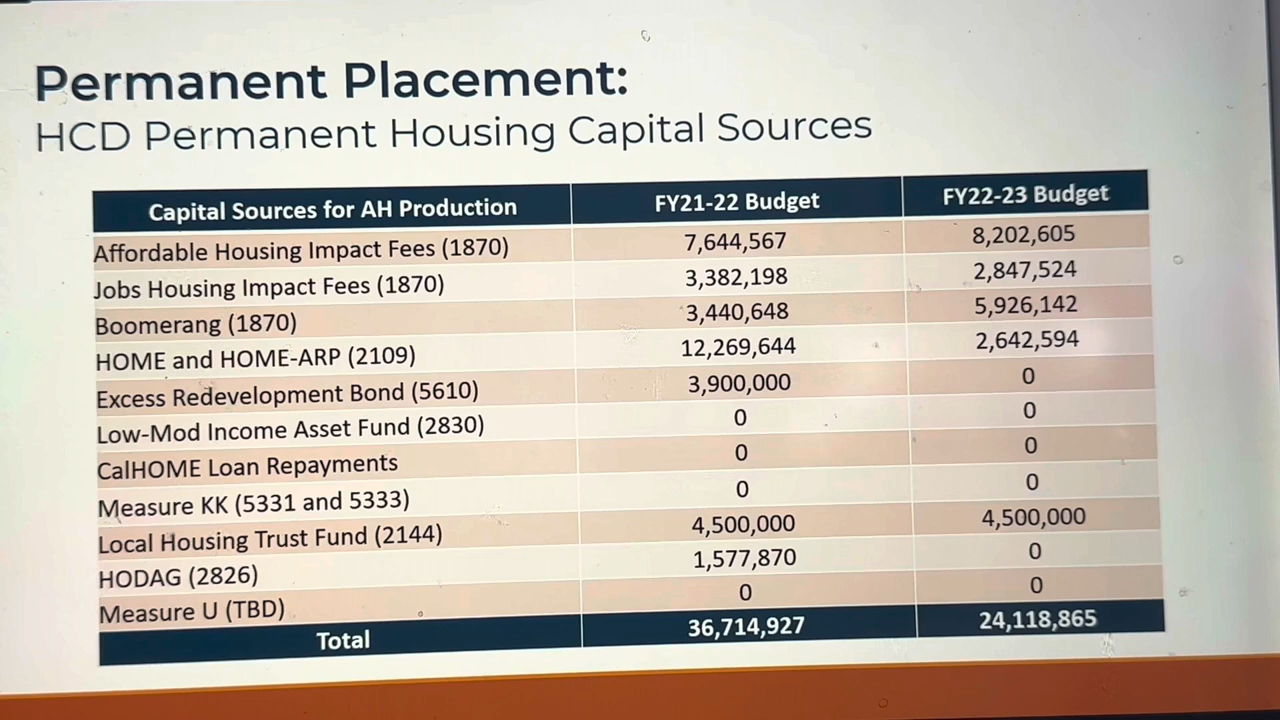 Permanent Placement:
HCD Permanent Housing Capital Sources
Capital Sources for AH Production FY21-22 Budget FY22-23 Budget
Affordable Housing Impact Fees (1870) 7,644,567 8,202,605
Jobs Housing Impact Fees (1870) 3,382,198 2,847,524
Boomerang (1870) 3,440,648 5,926,142
HOME and HOME-ARP (2109) 12,269,644 2,642,594
Excess Redevelopment Bond (5610) 3,900,000 0
Low-Mod Income Asset Fund (2830) 0 0
CalHOME Loan Repayments 0 0
Measure KK (5331 and 5333) 0 0
Local Housing Trust Fund (2144) 4,500,000 4,500,000
HODAG (2826) 1,577,870 0
Measure U (TBD) 0 0
Total 36,714,927 24,118,865